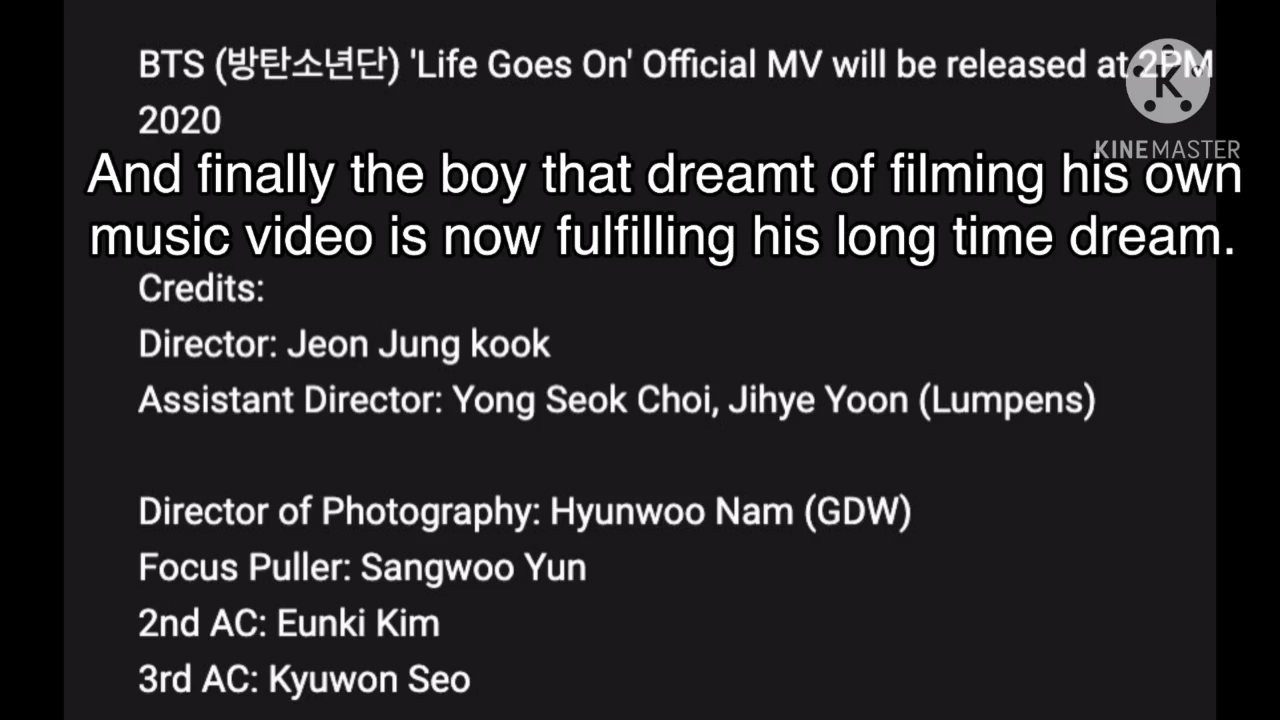 BTS (방탄소년단) 'Life Goes On' Official MV will be released at 2PM
2020
KINEMASTER
And finally the boy that dreamt of filming his own
music video is now fulfilling his long time dream.
Credits:
Director: Jeon Jung kook
Assistant Director: Yong Seok Choi, Jihye Yoon (Lumpens)
Director of Photography: Hyunwoo Nam (GDW)
Focus Puller: Sangwoo Yun
2nd AC: Eunki Kim
3rd AC: Kyuwon Seo